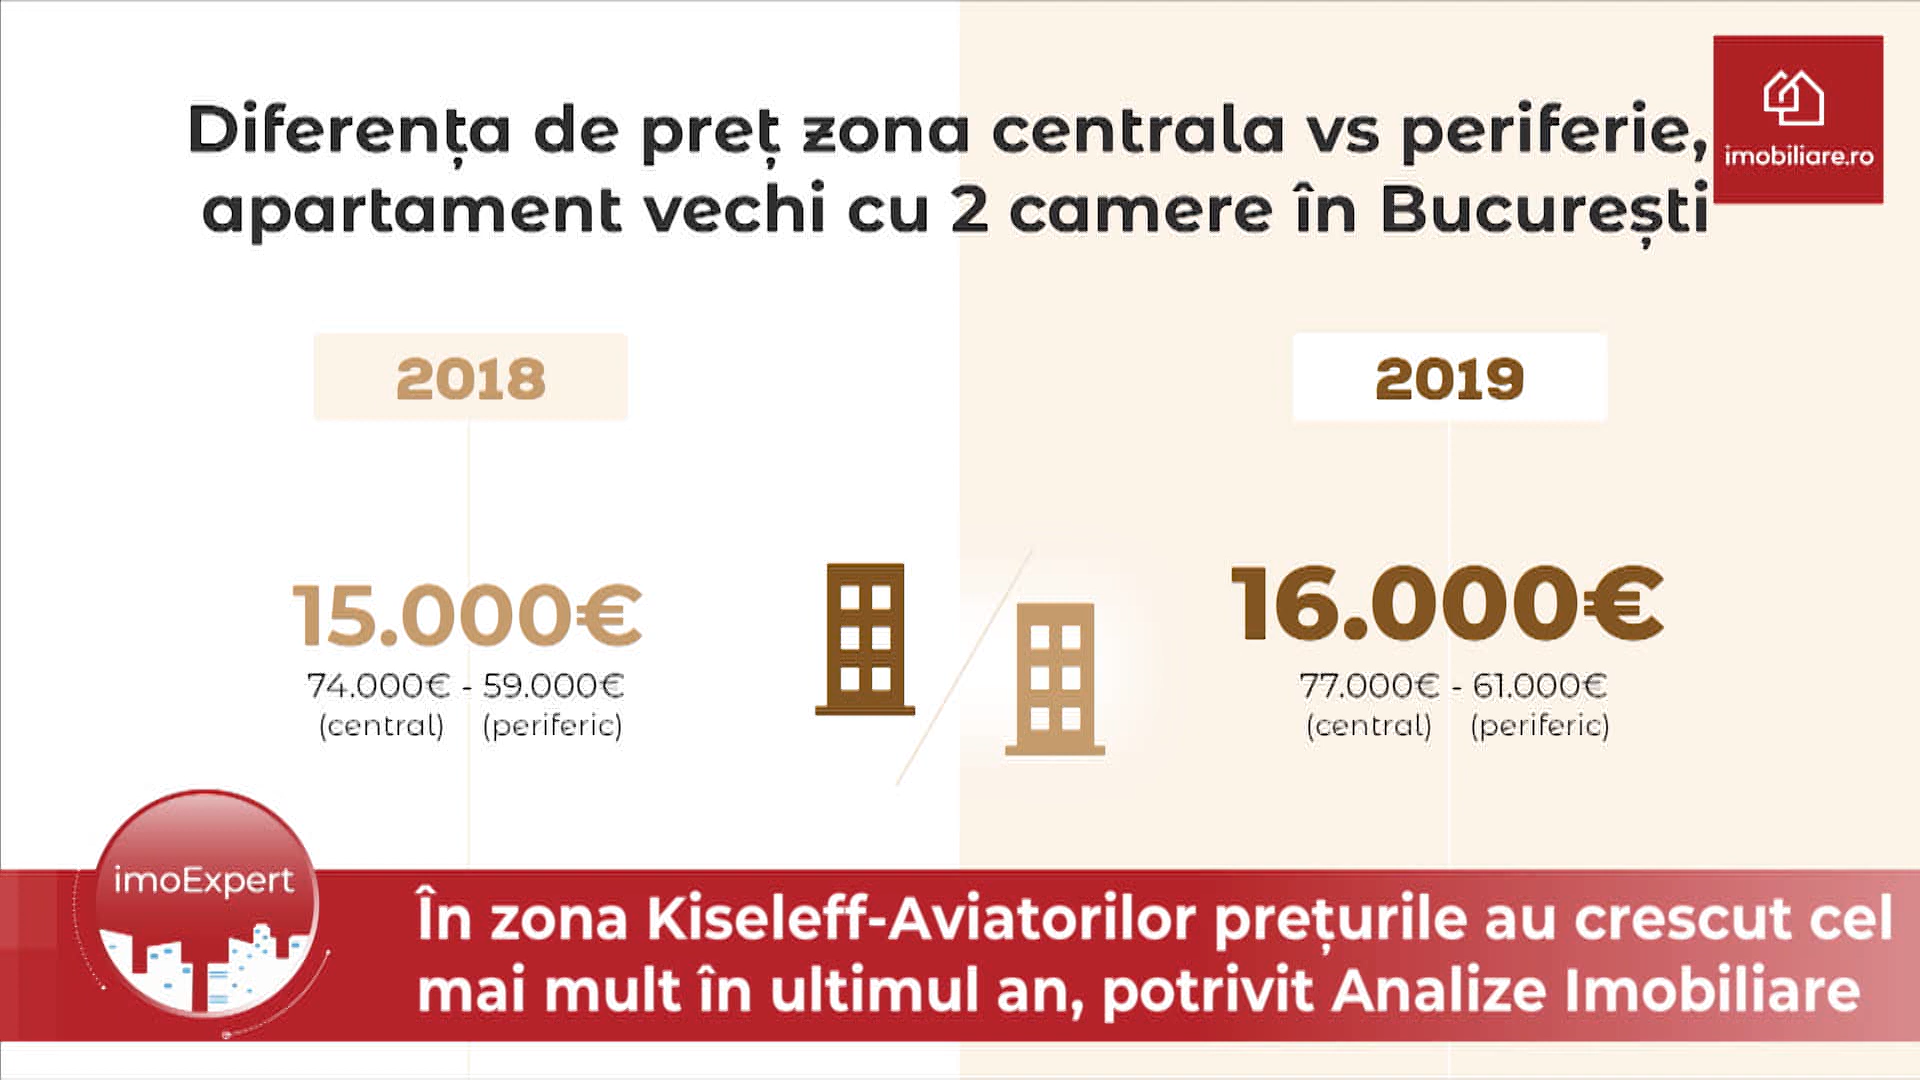 Diferența de preț zona centrala vs periferie,
apartament vechi cu 2 camere în București
imobiliare.ro
2018
2019
15.000€
74.000€ - 59.000€
(central) (periferic)
16.000€
77.000€ - 61.000€
(central) (periferic)
imoExpert
În zona Kiseleff-Aviatorilor prețurile au crescut cel
mai mult în ultimul an, potrivit Analize Imobiliare